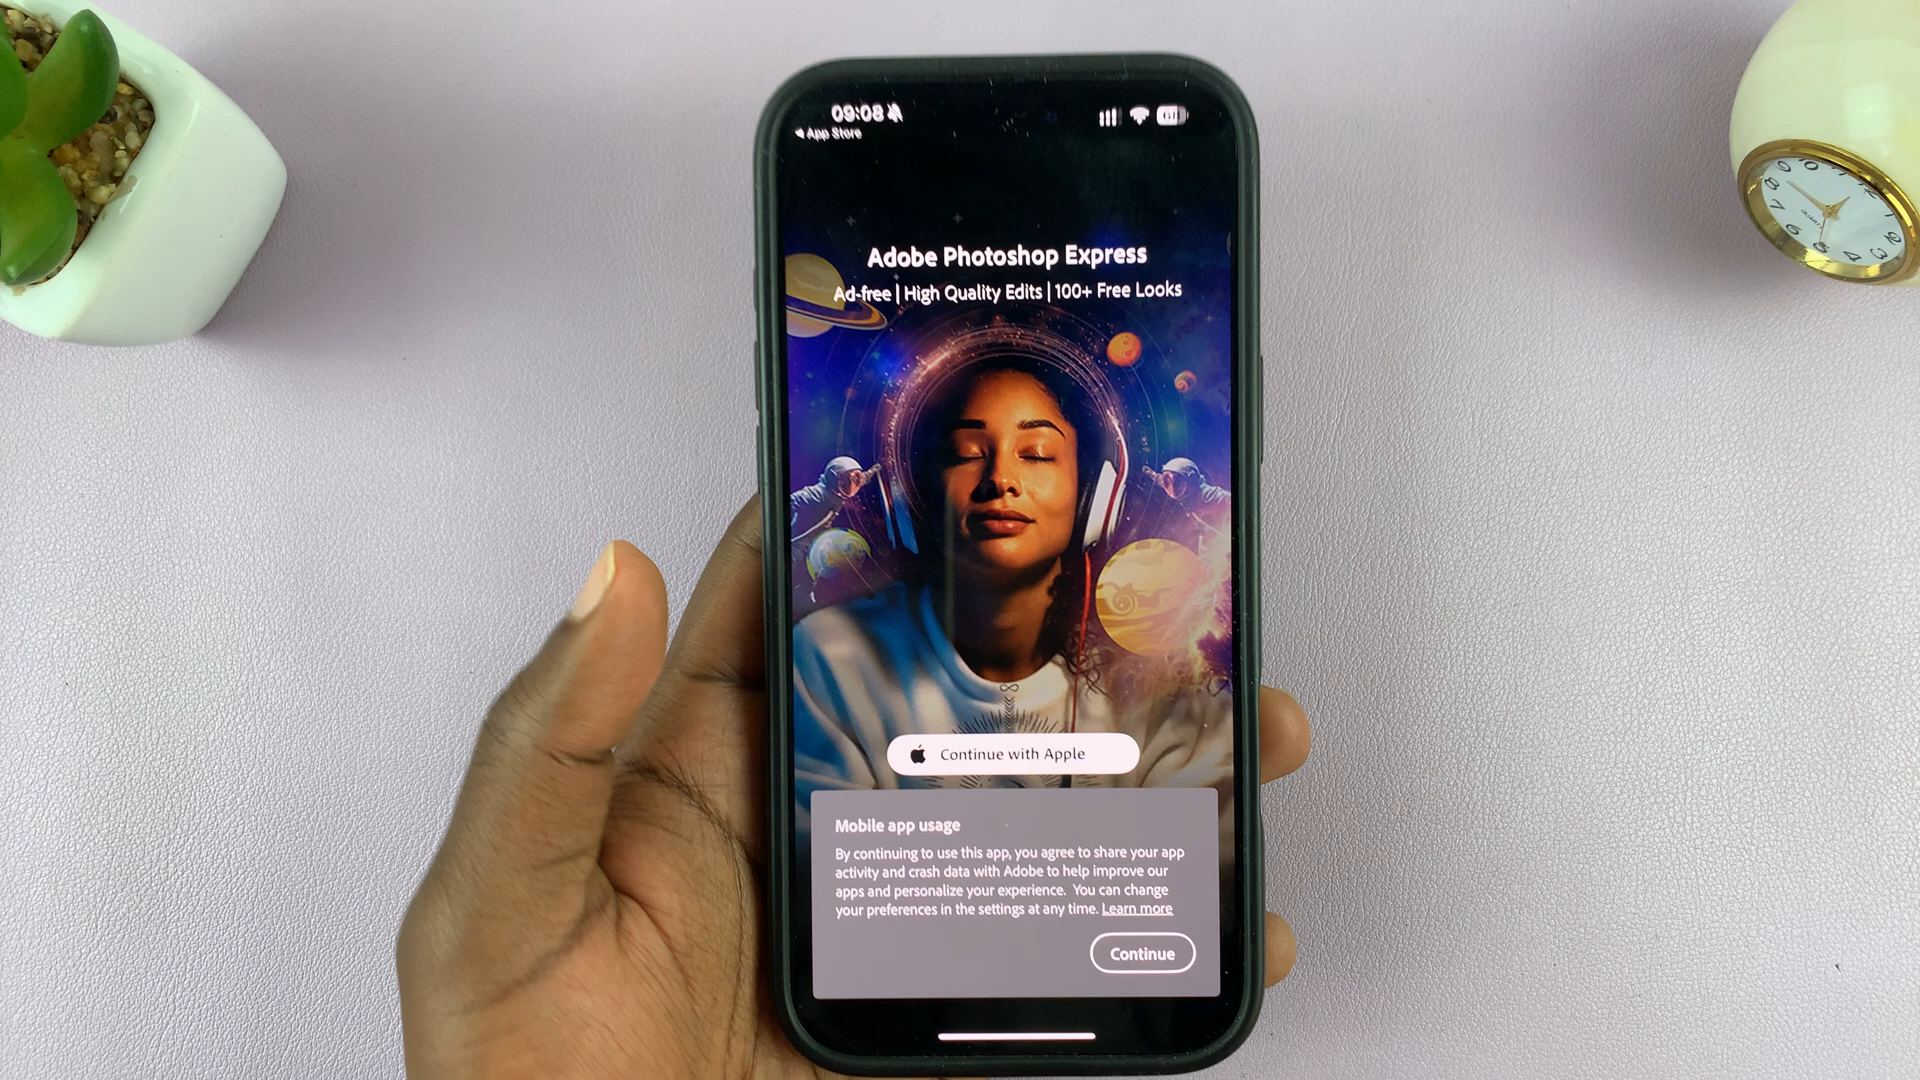 09:08
App Store
Adobe Photoshop Express
Ad-free | High Quality Edits | 100+ Free Looks
Continue with Apple
Mobile app usage
By continuing to use this app, you agree to share your app
activity and crash data with Adobe to help improve our
apps and personalize your experience. You can change
your preferences in the settings at any time. Learn more
Continue